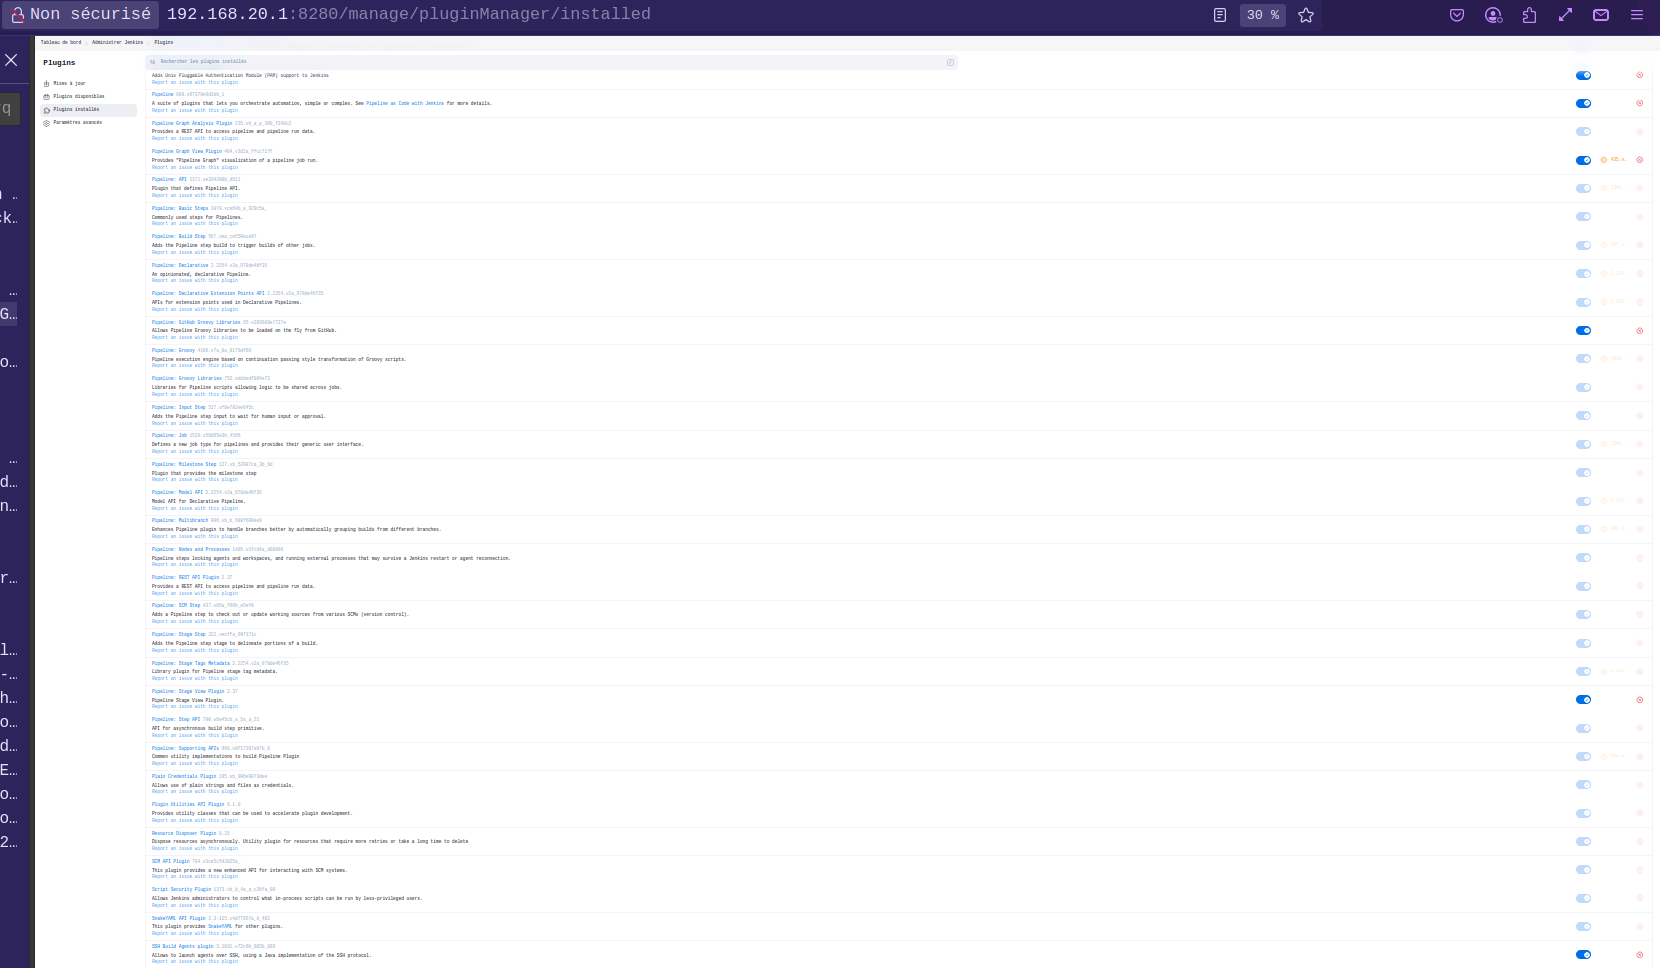 Non sécurisé 192.168.20.1:8280/manage/pluginManager/installed 30 %
Tableau de bord Administrer Jenkins Plugins
Plugins
Mises à jour
Plugins disponibles
Plugins installés
Paramètres avancés
Rechercher les plugins installés
Adds Unix Pluggable Authentication Module (PAM) support to Jenkins
Report an issue with this plugin
Pipeline
A suite of plugins that lets you orchestrate automation, simple or complex. See Pipeline as Code with Jenkins for more details.
Report an issue with this plugin
Pipeline Graph Analysis Plugin
Provides a REST API to access pipeline and pipeline run data.
Report an issue with this plugin
Pipeline Graph View Plugin
Provides "Pipeline Graph" visualization of a pipeline job run.
Report an issue with this plugin
Pipeline: API
Plugin that defines Pipeline API.
Report an issue with this plugin
Pipeline: Basic Steps
Commonly used steps for Pipelines.
Report an issue with this plugin
Pipeline: Build Step
Adds the Pipeline step build to trigger builds of other jobs.
Report an issue with this plugin
Pipeline: Declarative
An opinionated, declarative Pipeline.
Report an issue with this plugin
Pipeline: Declarative Extension Points API
APIs for extension points used in Declarative Pipelines.
Report an issue with this plugin
Pipeline: GitHub Groovy Libraries
Allows Pipeline Groovy libraries to be loaded on the fly from GitHub.
Report an issue with this plugin
Pipeline: Groovy
Pipeline execution engine based on continuation passing style transformation of Groovy scripts.
Report an issue with this plugin
Pipeline: Groovy Libraries
Libraries for Pipeline scripts allowing logic to be shared across jobs.
Report an issue with this plugin
Pipeline: Input Step
Adds the Pipeline step input to wait for human input or approval.
Report an issue with this plugin
Pipeline: Job
Defines a new job type for pipelines and provides their generic user interface.
Report an issue with this plugin
Pipeline: Milestone Step
Plugin that provides the milestone step
Report an issue with this plugin
Pipeline: Model API
Model API for Declarative Pipeline.
Report an issue with this plugin
Pipeline: Multibranch
Enhances Pipeline plugin to handle branches better by automatically grouping builds from different branches.
Report an issue with this plugin
Pipeline: Nodes and Processes
Pipeline steps locking agents and workspaces, and running external processes that may survive a Jenkins restart or agent reconnection.
Report an issue with this plugin
Pipeline: REST API Plugin 2.37
Provides a REST API to access pipeline and pipeline run data.
Report an issue with this plugin
Pipeline: SCM Step
Adds a Pipeline step to check out or update working sources from various SCMs (version control).
Report an issue with this plugin
Pipeline: Stage Step
Adds the Pipeline step stage to delineate portions of a build.
Report an issue with this plugin
Pipeline: Stage Tags Metadata
Library plugin for Pipeline stage tag metadata.
Report an issue with this plugin
Pipeline: Stage View Plugin 2.37
Pipeline Stage View Plugin.
Report an issue with this plugin
Pipeline: Step API
API for asynchronous build step primitive.
Report an issue with this plugin
Pipeline: Supporting APIs
Common utility implementations to build Pipeline Plugin
Report an issue with this plugin
Plain Credentials Plugin
Allows use of plain strings and files as credentials.
Report an issue with this plugin
Plugin Utilities API Plugin
Provides utility classes that can be used to accelerate plugin development.
Report an issue with this plugin
Resource Disposer Plugin
Dispose resources asynchronously. Utility plugin for resources that require more retries or take a long time to delete
Report an issue with this plugin
SCM API Plugin
This plugin provides a new enhanced API for interacting with SCM systems.
Report an issue with this plugin
Script Security Plugin
Allows Jenkins administrators to control what in-process scripts can be run by less-privileged users.
Report an issue with this plugin
SnakeYAML API Plugin
This plugin provides SnakeYAML for other plugins.
Report an issue with this plugin
SSH Build Agents plugin
Allows to launch agents over SSH, using a Java implementation of the SSH protocol.
Report an issue with this plugin